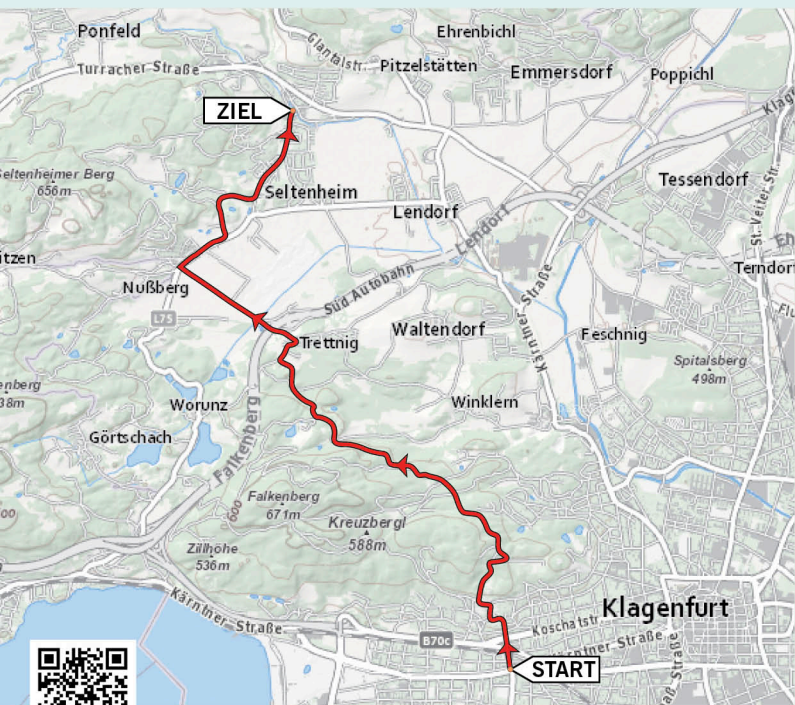 Ponfeld
Ehrenbichl
Glantalstr.
Turracher Straße
Pitzelstätten
Emmersdorf
Poppichl
ZIEL
Seltenheimer Berg
656m
Tessendorf
Seltenheim
Lendorf
St. Veiter Str.
Lendorf
itzen
Süd Autobahn
Terndorf
Nußberg
L75
Kärntner Straße
Trettnig
Waltendorf
Feschnig
Spitalsberg
498m
enberg
38m
Worunz
Winklern
Görtschach
Falkenberg
Falkenberg
671m
600
Kreuzbergl
588m
Zillhöhe
536m
Kärntner Straße
Klagenfurt
Koschatstr.
B70c
START